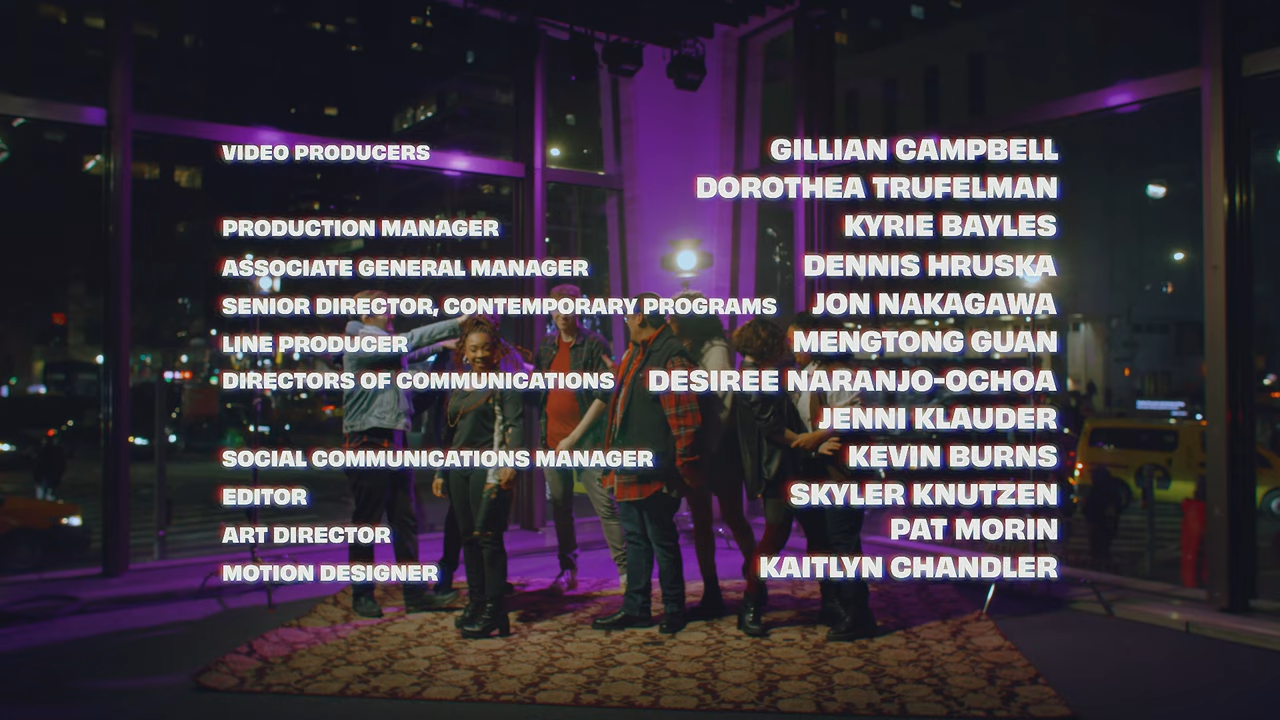 VIDEO PRODUCERS GILLIAN CAMPBELL
DOROTHEA TRUFELMAN
PRODUCTION MANAGER KYRIE BAYLES
ASSOCIATE GENERAL MANAGER DENNIS HRUSKA
SENIOR DIRECTOR, CONTEMPORARY PROGRAMS JON NAKAGAWA
LINE PRODUCER MENGTONG GUAN
DIRECTORS OF COMMUNICATIONS DESIREE NARANJO-OCHOA
JENNI KLAUDER
SOCIAL COMMUNICATIONS MANAGER KEVIN BURNS
EDITOR SKYLER KNUTZEN
ART DIRECTOR PAT MORIN
MOTION DESIGNER KAITLYN CHANDLER